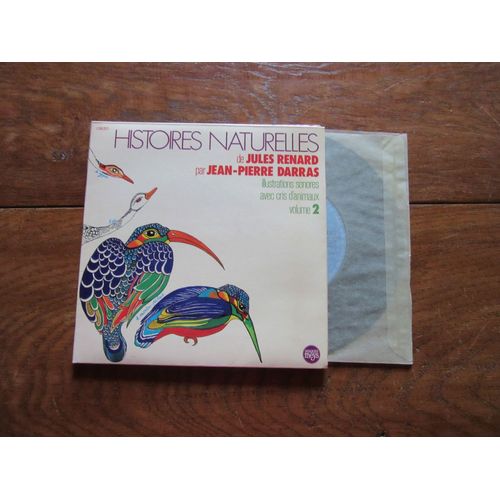 HISTOIRES NATURELLES
de JULES RENARD
par JEAN-PIERRE DARRAS
illustrations sonores
avec cris d'animaux
volume 2